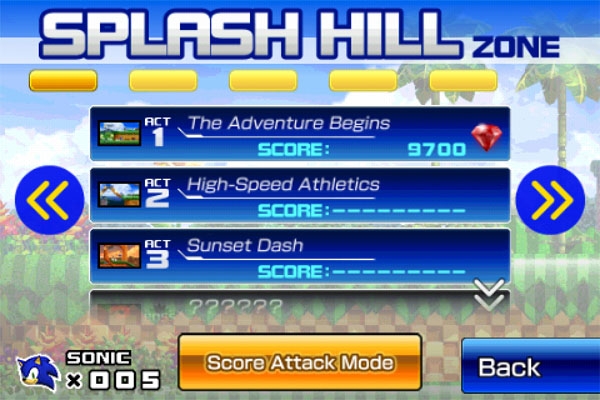 SPLASH HILL ZONE
ACT 1 The Adventure Begins
SCORE: 9700
ACT 2 High-Speed Athletics
SCORE:---------
ACT 3 Sunset Dash
SCORE:---------
??????
BOSS
SONIC
×005
Score Attack Mode
Back